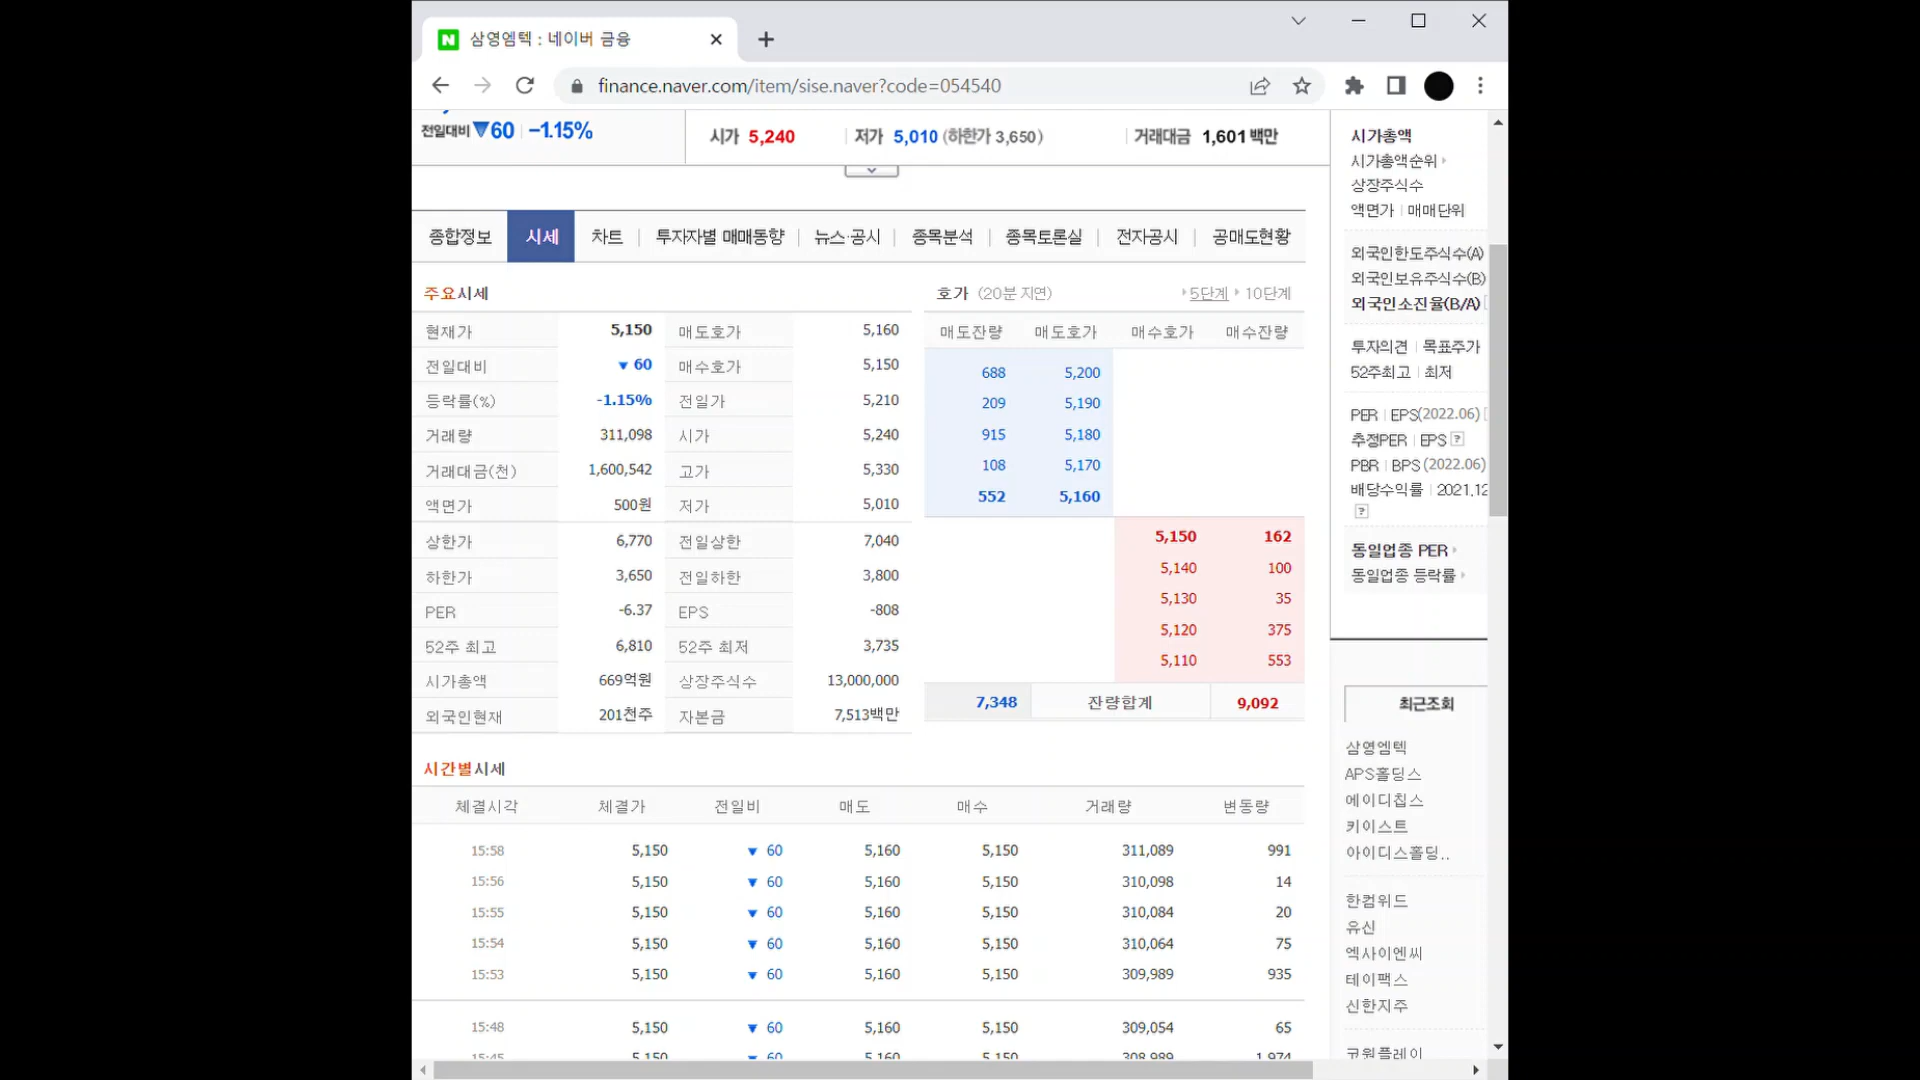 삼영엠텍 : 네이버 금융
finance.naver.com/item/sise.naver?code=054540
전일대비 ▼60 -1.15%
시가 5,240 저가 5,010 (하한가 3,650) 거래대금 1,601 백만
종합정보 시세 차트 투자자별 매매동향 뉴스·공시 종목분석 종목토론실 전자공시 공매도현황
주요시세
현재가 5,150 매도호가 5,160
전일대비 ▼ 60 매수호가 5,150
등락률(%) -1.15% 전일가 5,210
거래량 311,098 시가 5,240
거래대금(천) 1,600,542 고가 5,330
액면가 500원 저가 5,010
상한가 6,770 전일상한 7,040
하한가 3,650 전일하한 3,800
PER -6.37 EPS -808
52주 최고 6,810 52주 최저 3,735
시가총액 669억원 상장주식수 13,000,000
외국인현재 201천주 자본금 7,513백만
호가 (20분 지연) 5단계 10단계
매도잔량 매도호가 매수호가 매수잔량
688 5,200
209 5,190
915 5,180
108 5,170
552 5,160
5,150 162
5,140 100
5,130 35
5,120 375
5,110 553
7,348 잔량합계 9,092
시간별시세
체결시각 체결가 전일비 매도 매수 거래량 변동량
15:58 5,150 ▼ 60 5,160 5,150 311,089 991
15:56 5,150 ▼ 60 5,160 5,150 310,098 14
15:55 5,150 ▼ 60 5,160 5,150 310,084 20
15:54 5,150 ▼ 60 5,160 5,150 310,064 75
15:53 5,150 ▼ 60 5,160 5,150 309,989 935
15:48 5,150 ▼ 60 5,160 5,150 309,054 65
15:45 5,150 ▼ 60 5,160 5,150 308,989 1,974
시가총액
시가총액순위
상장주식수
액면가 | 매매단위
외국인한도주식수(A)
외국인보유주식수(B)
외국인소진율(B/A)
투자의견 | 목표주가
52주최고 | 최저
PER | EPS(2022.06)
추정PER | EPS ?
PBR | BPS (2022.06)
배당수익률 | 2021.12
?
동일업종 PER
동일업종 등락률
최근조회
삼영엠텍
APS홀딩스
에이디칩스
키이스트
아이디스홀딩..
한컴위드
유신
엑사이엔씨
테이팩스
신한지주
코원플레이